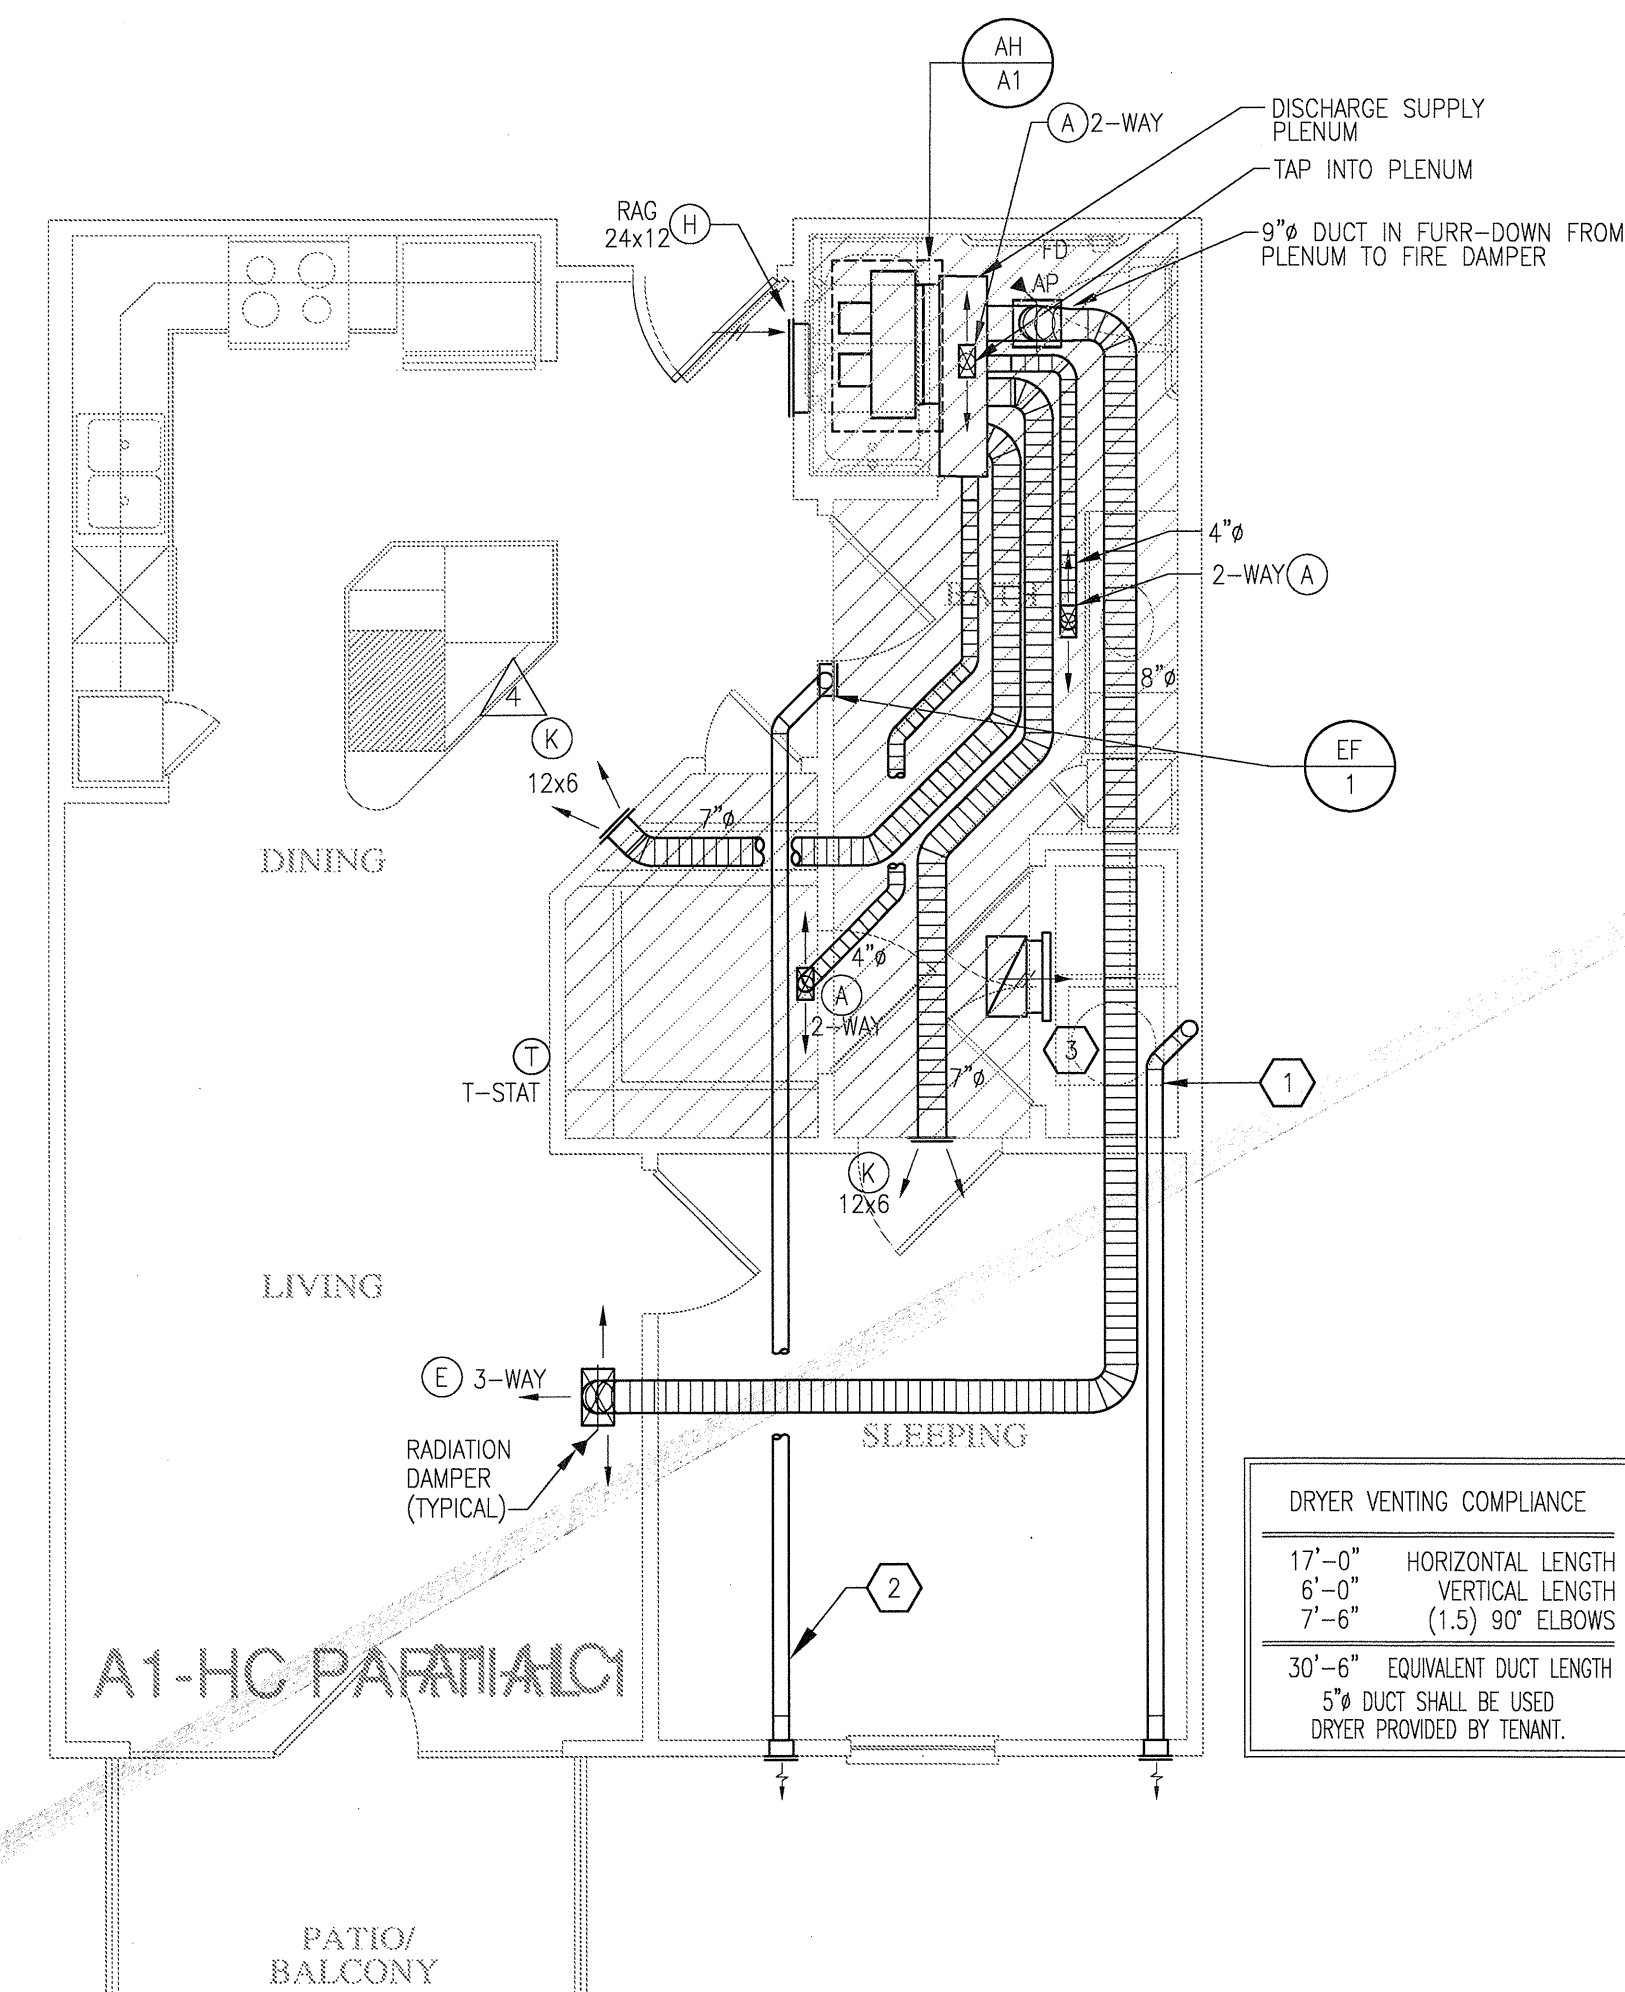 AH
A1
A 2-WAY
DISCHARGE SUPPLY
PLENUM
TAP INTO PLENUM
RAG
24x12 H
9"ø DUCT IN FURR-DOWN FROM
PLENUM TO FIRE DAMPER
FD
AP
4"ø
2-WAY A
BATH
8"ø
4
K
12x6
EF
1
7"ø
DINING
4"ø
A
2-WAY
T
T-STAT
3
7"ø
1
K
12x6
LIVING
E 3-WAY
SLEEPING
RADIATION
DAMPER
(TYPICAL)
2
DRYER VENTING COMPLIANCE
17'-0" HORIZONTAL LENGTH
6'-0" VERTICAL LENGTH
7'-6" (1.5) 90° ELBOWS
30'-6" EQUIVALENT DUCT LENGTH
5"ø DUCT SHALL BE USED
DRYER PROVIDED BY TENANT.
A1-HC
PATIO/
BALCONY